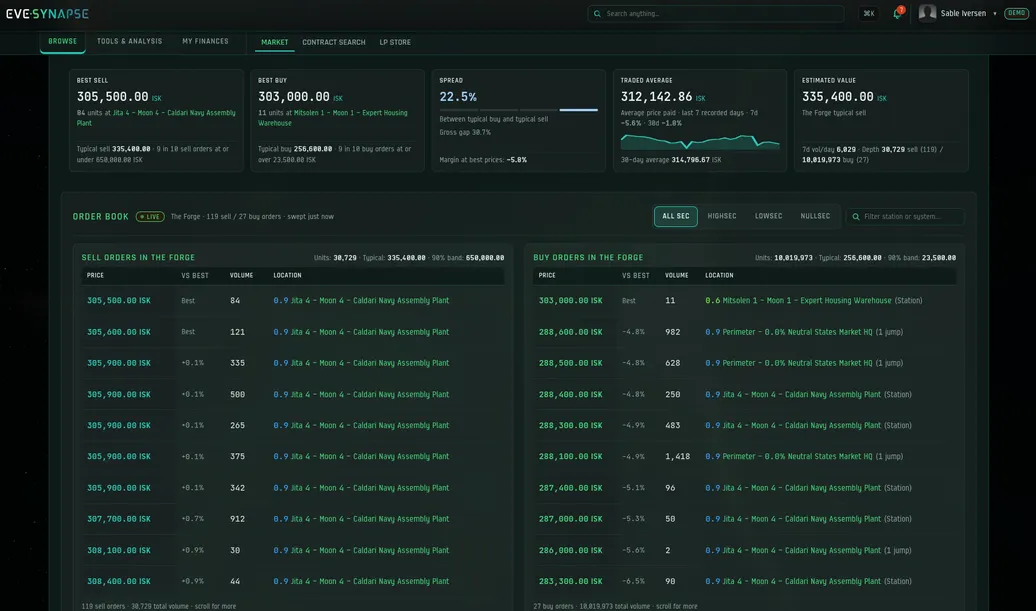 EVE·SYNAPSE
Search anything...
⌘K
7
Sable Iversen
DEMO
BROWSE
TOOLS & ANALYSIS
MY FINANCES
MARKET
CONTRACT SEARCH
LP STORE
BEST SELL
305,500.00 ISK
84 units at Jita 4 - Moon 4 - Caldari Navy Assembly
Plant
Typical sell 335,400.00 · 9 in 10 sell orders at or
under 650,000.00 ISK
BEST BUY
303,000.00 ISK
11 units at Mitsolen 1 - Moon 1 - Expert Housing
Warehouse
Typical buy 256,600.00 · 9 in 10 buy orders at or
over 23,500.00 ISK
SPREAD
22.5%
Between typical buy and typical sell
Gross gap 30.7%
Margin at best prices: -5.8%
TRADED AVERAGE
312,142.86 ISK
Average price paid · last 7 recorded days · 7d
-5.6% · 30d -1.8%
30-day average 314,796.67 ISK
ESTIMATED VALUE
335,400.00 ISK
The Forge typical sell
7d vol/day 6,029 · Depth 30,729 sell (119) /
10,019,973 buy (27)
ORDER BOOK
LIVE
The Forge · 119 sell / 27 buy orders · swept just now
ALL SEC
HIGHSEC
LOWSEC
NULLSEC
Filter station or system...
SELL ORDERS IN THE FORGE
Units: 30,729 · Typical: 335,400.00 · 90% band: 650,000.00
PRICE VS BEST VOLUME LOCATION
305,500.00 ISK Best 84 0.9 Jita 4 - Moon 4 - Caldari Navy Assembly Plant
305,600.00 ISK Best 121 0.9 Jita 4 - Moon 4 - Caldari Navy Assembly Plant
305,900.00 ISK +0.1% 335 0.9 Jita 4 - Moon 4 - Caldari Navy Assembly Plant
305,900.00 ISK +0.1% 500 0.9 Jita 4 - Moon 4 - Caldari Navy Assembly Plant
305,900.00 ISK +0.1% 265 0.9 Jita 4 - Moon 4 - Caldari Navy Assembly Plant
305,900.00 ISK +0.1% 375 0.9 Jita 4 - Moon 4 - Caldari Navy Assembly Plant
305,900.00 ISK +0.1% 342 0.9 Jita 4 - Moon 4 - Caldari Navy Assembly Plant
307,700.00 ISK +0.7% 912 0.9 Jita 4 - Moon 4 - Caldari Navy Assembly Plant
308,100.00 ISK +0.9% 30 0.9 Jita 4 - Moon 4 - Caldari Navy Assembly Plant
308,400.00 ISK +0.9% 44 0.9 Jita 4 - Moon 4 - Caldari Navy Assembly Plant
119 sell orders · 30,729 total volume · scroll for more
BUY ORDERS IN THE FORGE
Units: 10,019,973 · Typical: 256,600.00 · 90% band: 23,500.00
PRICE VS BEST VOLUME LOCATION
303,000.00 ISK Best 11 0.6 Mitsolen 1 - Moon 1 - Expert Housing Warehouse (Station)
288,600.00 ISK -4.8% 982 0.9 Perimeter - 0.0% Neutral States Market HQ (1 jump)
288,500.00 ISK -4.8% 628 0.9 Perimeter - 0.0% Neutral States Market HQ (1 jump)
288,400.00 ISK -4.8% 250 0.9 Jita 4 - Moon 4 - Caldari Navy Assembly Plant (Station)
288,300.00 ISK -4.9% 483 0.9 Jita 4 - Moon 4 - Caldari Navy Assembly Plant (Station)
288,100.00 ISK -4.9% 1,418 0.9 Perimeter - 0.0% Neutral States Market HQ (1 jump)
287,400.00 ISK -5.1% 96 0.9 Jita 4 - Moon 4 - Caldari Navy Assembly Plant (Station)
287,000.00 ISK -5.3% 50 0.9 Jita 4 - Moon 4 - Caldari Navy Assembly Plant (Station)
286,000.00 ISK -5.6% 2 0.9 Jita 4 - Moon 4 - Caldari Navy Assembly Plant (1 jump)
283,300.00 ISK -6.5% 90 0.9 Jita 4 - Moon 4 - Caldari Navy Assembly Plant (Station)
27 buy orders · 10,019,973 total volume · scroll for more